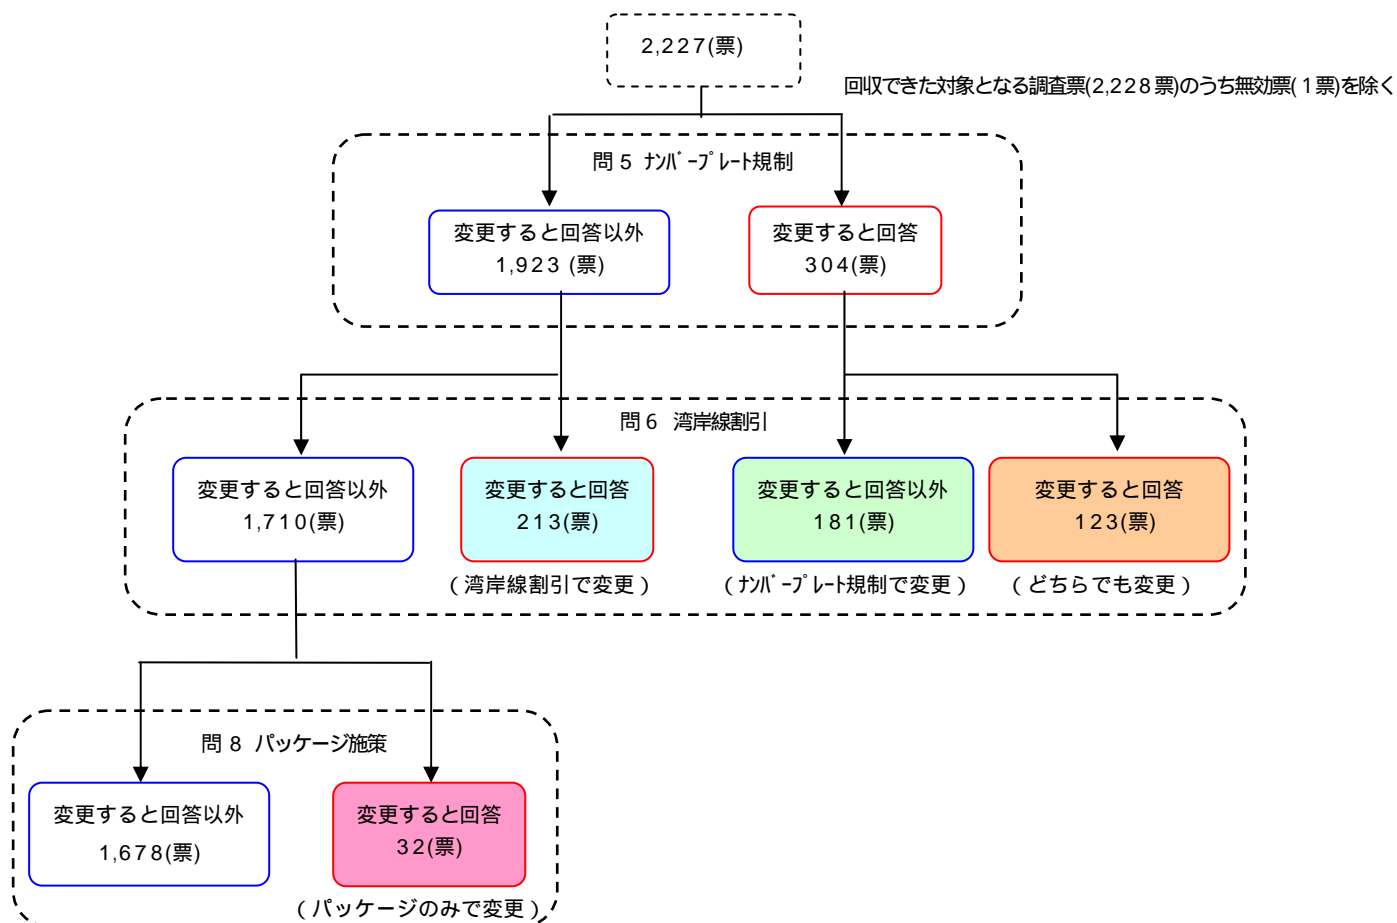 2,227(票)
回収できた対象となる調査票(2,228票)のうち無効票(1票)を除く
問5 ﾅﾝﾊﾞｰﾌﾟﾚｰﾄ規制
変更すると回答以外
1,923 (票)
変更すると回答
304(票)
問6 湾岸線割引
変更すると回答以外
1,710(票)
変更すると回答
213(票)
変更すると回答以外
181(票)
変更すると回答
123(票)
(湾岸線割引で変更)
(ﾅﾝﾊﾞｰﾌﾟﾚｰﾄ規制で変更)
(どちらでも変更)
問8 パッケージ施策
変更すると回答以外
1,678(票)
変更すると回答
32(票)
(パッケージのみで変更)